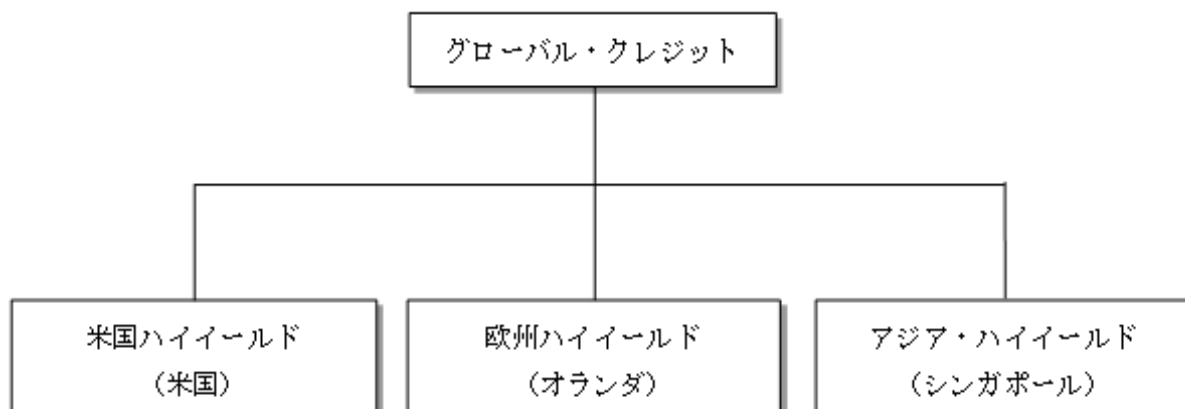 グローバル・クレジット
米国ハイイールド
（米国）
欧州ハイイールド
（オランダ）
アジア・ハイイールド
（シンガポール）